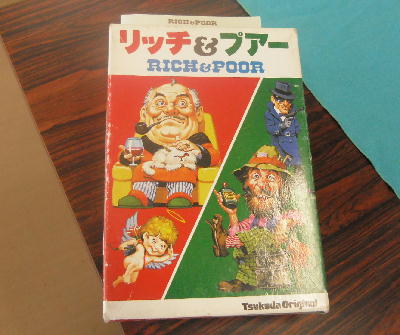 RICH&POOR
リッチ&プアー
RICH&POOR
Tsukuda Original